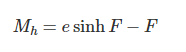 M_h = e sinh F − F